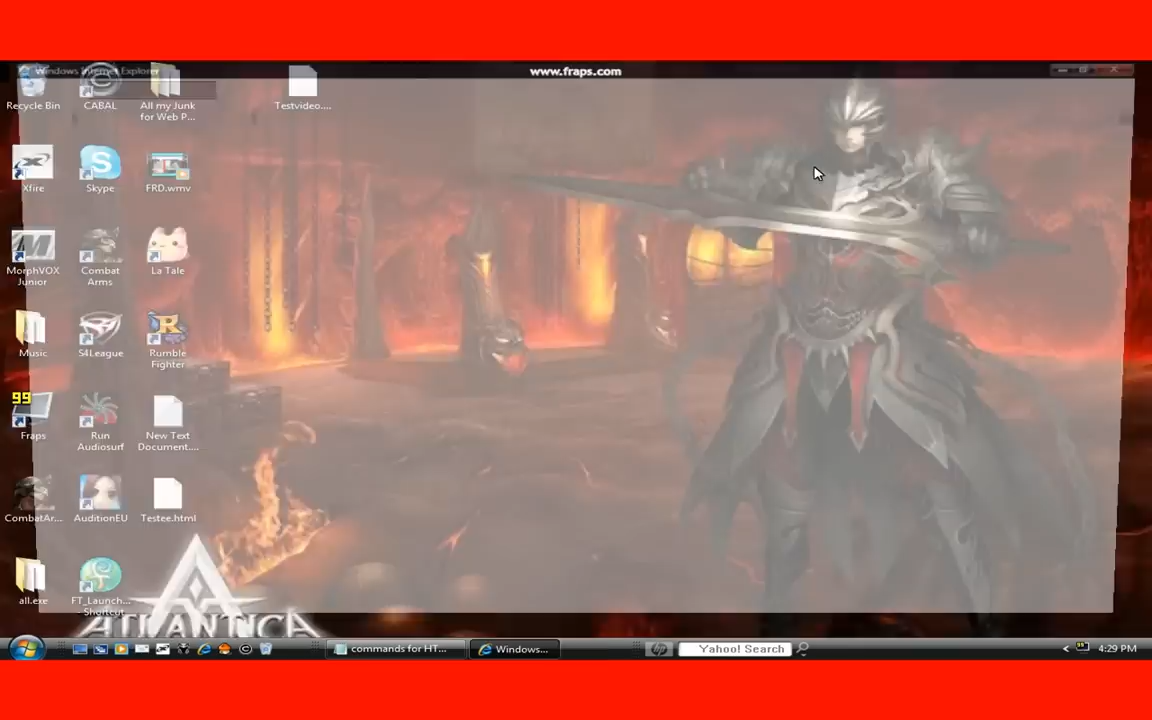 Windows Internet Explorer
www.fraps.com
Recycle Bin
CABAL
All my Junk
for Web P...
Testvideo....
Xfire
Skype
FRD.wmv
MorphVOX
Junior
Combat
Arms
La Tale
Music
S4League
Rumble
Fighter
99
Fraps
Run
Audiosurf
New Text
Document....
CombatAr...
AuditionEU
Testee.html
all.exe
FT_Launch...
- Shortcut
ATLANTICA
commands for HT...
Windows...
Yahoo! Search
4:29 PM